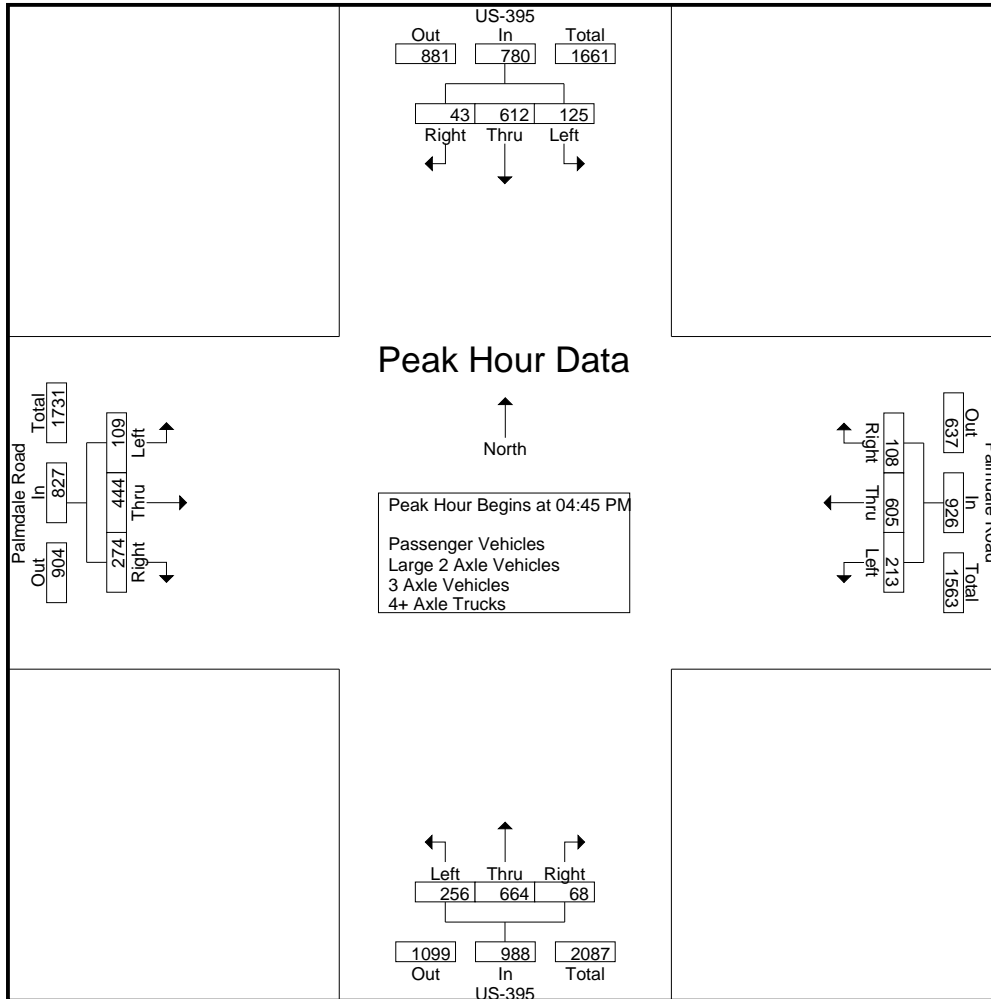 US-395
Out In Total
881 780 1661
43 612 125
Right Thru Left
Peak Hour Data
North
Peak Hour Begins at 04:45 PM
Passenger Vehicles
Large 2 Axle Vehicles
3 Axle Vehicles
4+ Axle Trucks
Palmdale Road
Out In Total
904 827 1731
274 444 109
Right Thru Left
Palmdale Road
Out In Total
637 926 1563
108 605 213
Right Thru Left
Left Thru Right
256 664 68
1099 988 2087
Out In Total
US-395